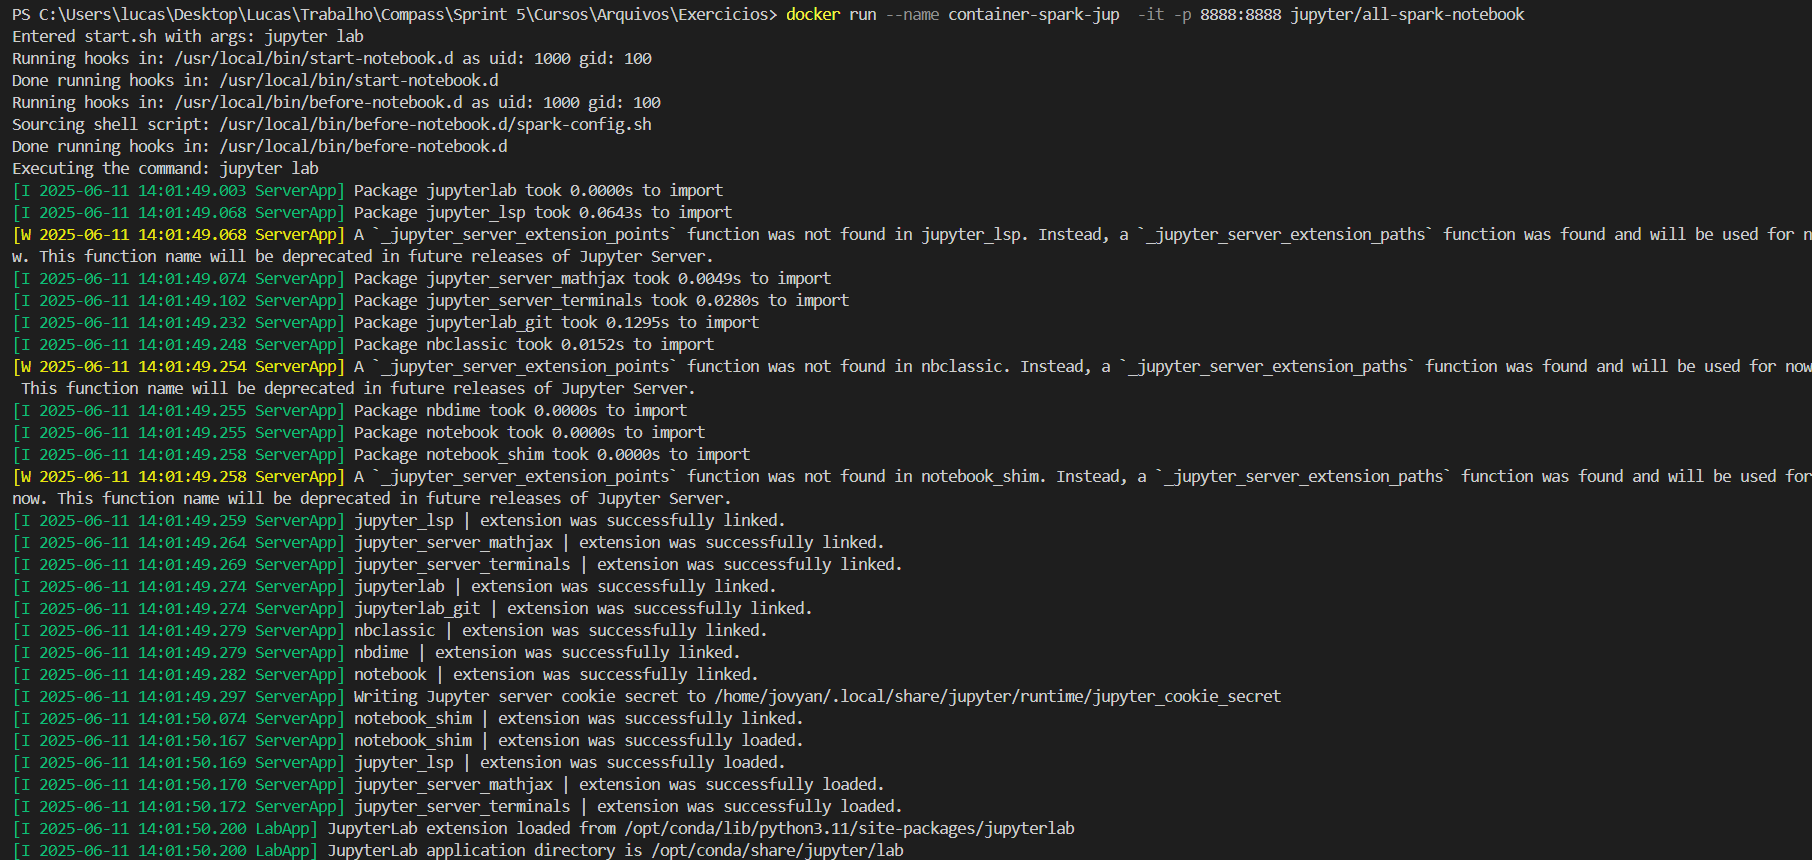 PS C:\Users\lucas\Desktop\Lucas\Trabalho\Compass\Sprint 5\Cursos\Arquivos\Exercicios> docker run --name container-spark-jup  -it -p 8888:8888 jupyter/all-spark-notebook
Entered start.sh with args: jupyter lab
Running hooks in: /usr/local/bin/start-notebook.d as uid: 1000 gid: 100
Done running hooks in: /usr/local/bin/start-notebook.d
Running hooks in: /usr/local/bin/before-notebook.d as uid: 1000 gid: 100
Sourcing shell script: /usr/local/bin/before-notebook.d/spark-config.sh
Done running hooks in: /usr/local/bin/before-notebook.d
Executing the command: jupyter lab
[I 2025-06-11 14:01:49.003 ServerApp] Package jupyterlab took 0.0000s to import
[I 2025-06-11 14:01:49.068 ServerApp] Package jupyter_lsp took 0.0643s to import
[W 2025-06-11 14:01:49.068 ServerApp] A `_jupyter_server_extension_points` function was not found in jupyter_lsp. Instead, a `_jupyter_server_extension_paths` function was found and will be used for n
w. This function name will be deprecated in future releases of Jupyter Server.
[I 2025-06-11 14:01:49.074 ServerApp] Package jupyter_server_mathjax took 0.0049s to import
[I 2025-06-11 14:01:49.102 ServerApp] Package jupyter_server_terminals took 0.0280s to import
[I 2025-06-11 14:01:49.232 ServerApp] Package jupyterlab_git took 0.1295s to import
[I 2025-06-11 14:01:49.248 ServerApp] Package nbclassic took 0.0152s to import
[W 2025-06-11 14:01:49.254 ServerApp] A `_jupyter_server_extension_points` function was not found in nbclassic. Instead, a `_jupyter_server_extension_paths` function was found and will be used for now
 This function name will be deprecated in future releases of Jupyter Server.
[I 2025-06-11 14:01:49.255 ServerApp] Package nbdime took 0.0000s to import
[I 2025-06-11 14:01:49.255 ServerApp] Package notebook took 0.0000s to import
[I 2025-06-11 14:01:49.258 ServerApp] Package notebook_shim took 0.0000s to import
[W 2025-06-11 14:01:49.258 ServerApp] A `_jupyter_server_extension_points` function was not found in notebook_shim. Instead, a `_jupyter_server_extension_paths` function was found and will be used for
now. This function name will be deprecated in future releases of Jupyter Server.
[I 2025-06-11 14:01:49.259 ServerApp] jupyter_lsp | extension was successfully linked.
[I 2025-06-11 14:01:49.264 ServerApp] jupyter_server_mathjax | extension was successfully linked.
[I 2025-06-11 14:01:49.269 ServerApp] jupyter_server_terminals | extension was successfully linked.
[I 2025-06-11 14:01:49.274 ServerApp] jupyterlab | extension was successfully linked.
[I 2025-06-11 14:01:49.274 ServerApp] jupyterlab_git | extension was successfully linked.
[I 2025-06-11 14:01:49.279 ServerApp] nbclassic | extension was successfully linked.
[I 2025-06-11 14:01:49.279 ServerApp] nbdime | extension was successfully linked.
[I 2025-06-11 14:01:49.282 ServerApp] notebook | extension was successfully linked.
[I 2025-06-11 14:01:49.297 ServerApp] Writing Jupyter server cookie secret to /home/jovyan/.local/share/jupyter/runtime/jupyter_cookie_secret
[I 2025-06-11 14:01:50.074 ServerApp] notebook_shim | extension was successfully linked.
[I 2025-06-11 14:01:50.167 ServerApp] notebook_shim | extension was successfully loaded.
[I 2025-06-11 14:01:50.169 ServerApp] jupyter_lsp | extension was successfully loaded.
[I 2025-06-11 14:01:50.170 ServerApp] jupyter_server_mathjax | extension was successfully loaded.
[I 2025-06-11 14:01:50.172 ServerApp] jupyter_server_terminals | extension was successfully loaded.
[I 2025-06-11 14:01:50.200 LabApp] JupyterLab extension loaded from /opt/conda/lib/python3.11/site-packages/jupyterlab
[I 2025-06-11 14:01:50.200 LabApp] JupyterLab application directory is /opt/conda/share/jupyter/lab